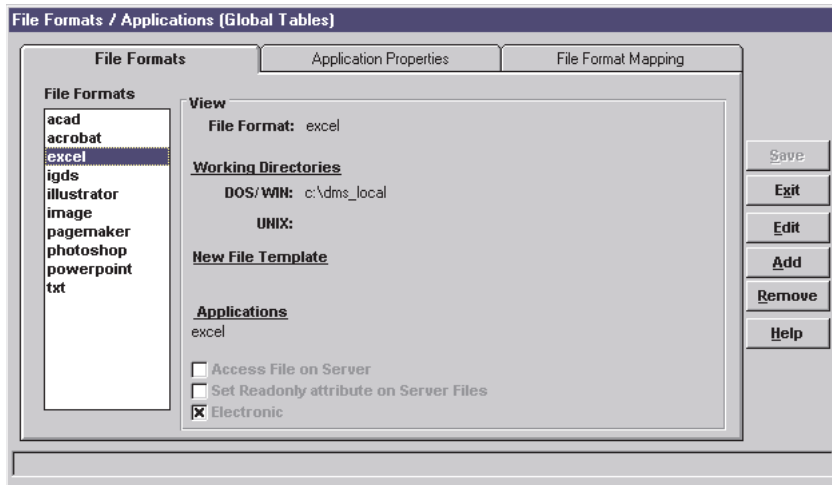 File Formats / Applications (Global Tables)
File Formats
Application Properties
File Format Mapping
File Formats
acad
acrobat
excel
igds
illustrator
image
pagemaker
photoshop
powerpoint
txt
View
File Format: excel
Working Directories
DOS/WIN: c:\dms_local
UNIX:
New File Template
Applications
excel
Access File on Server
Set Readonly attribute on Server Files
Electronic
Save
Exit
Edit
Add
Remove
Help